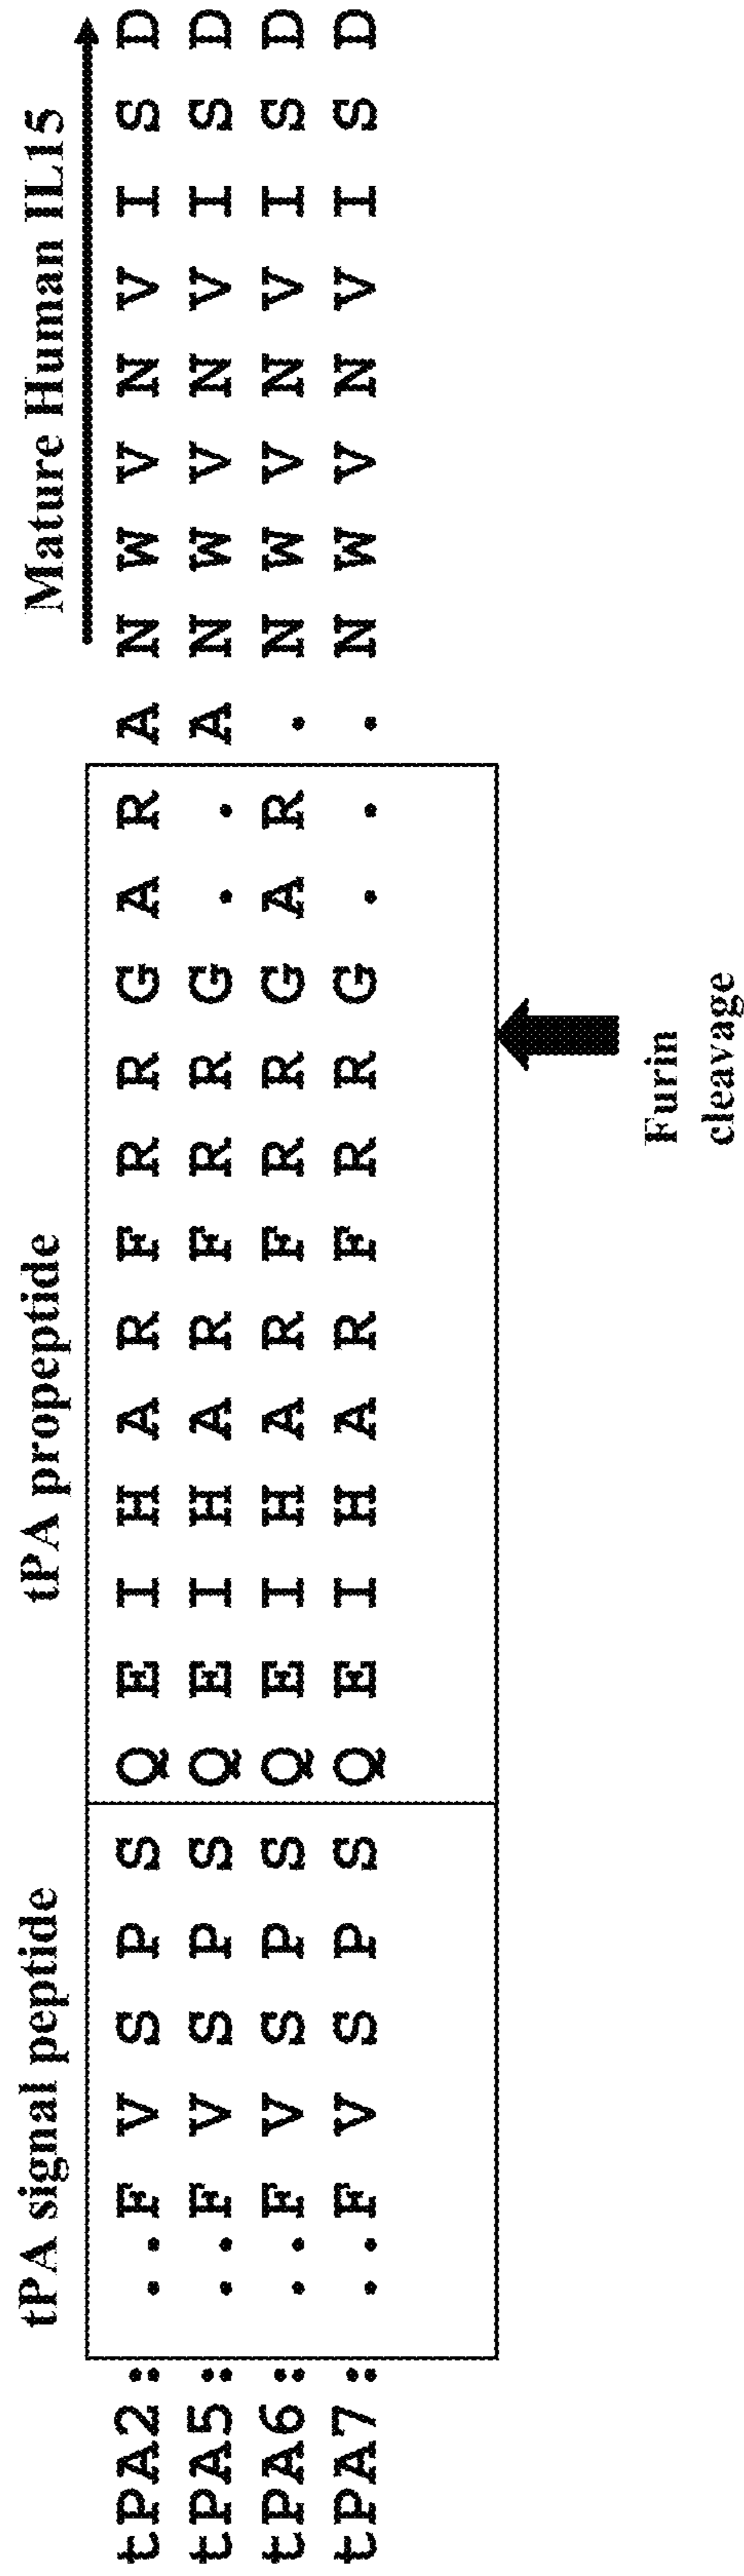 tPA signal peptide tPA propeptide Mature Human IL15
tPA2: ..F V S P S Q E I H A R F R R G A R A N W V N V I S D
tPA5: ..F V S P S Q E I H A R F R R G . . A N W V N V I S D
tPA6: ..F V S P S Q E I H A R F R R G A R . N W V N V I S D
tPA7: ..F V S P S Q E I H A R F R R G . . . N W V N V I S D
Furin
cleavage